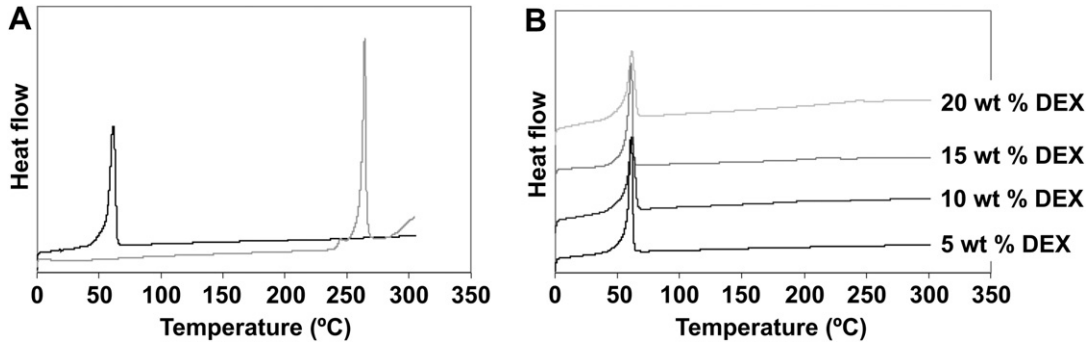 A
Heat flow
0 50 100 150 200 250 300 350
Temperature (ºC)
B
Heat flow
20 wt % DEX
15 wt % DEX
10 wt % DEX
5 wt % DEX
0 50 100 150 200 250 300 350
Temperature (ºC)